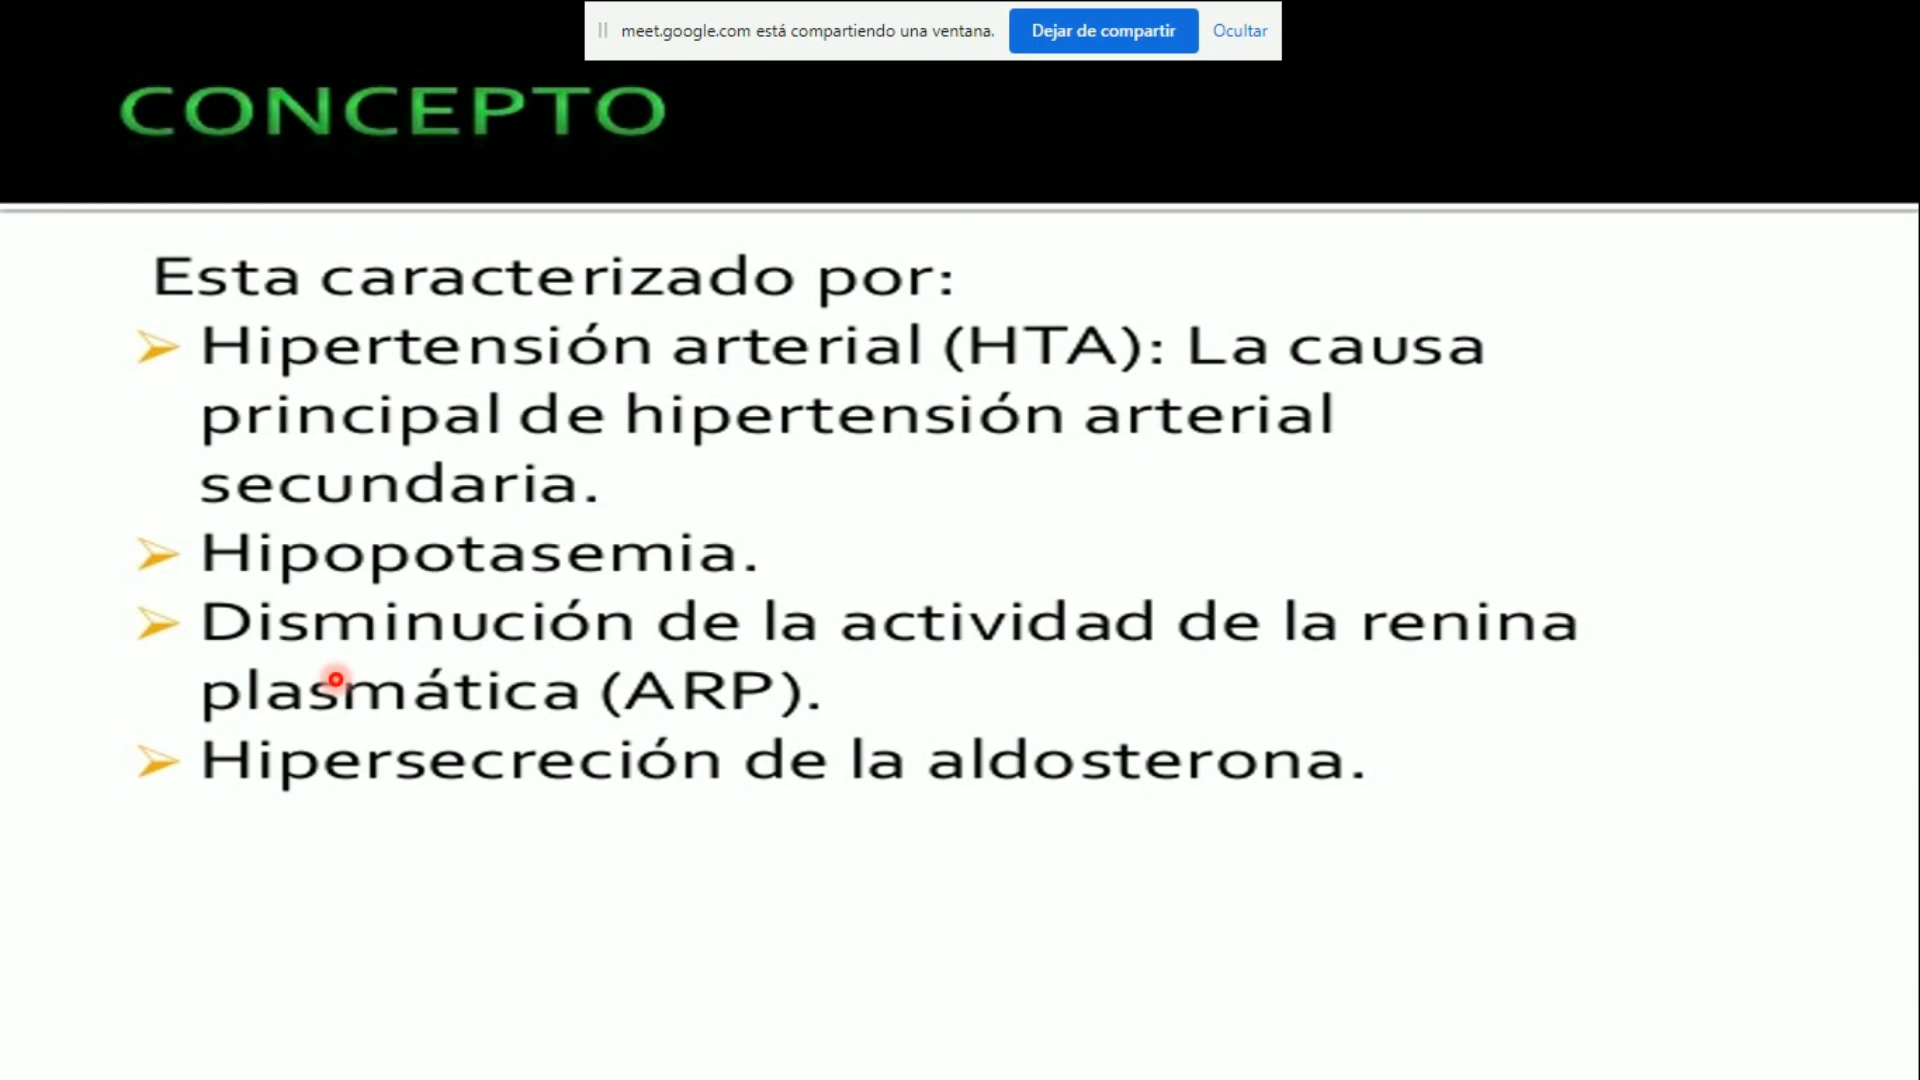 meet.google.com está compartiendo una ventana. Dejar de compartir Ocultar
CONCEPTO
Esta caracterizado por:
Hipertensión arterial (HTA): La causa
principal de hipertensión arterial
secundaria.
Hipopotasemia.
Disminución de la actividad de la renina
plasmática (ARP).
Hipersecreción de la aldosterona.